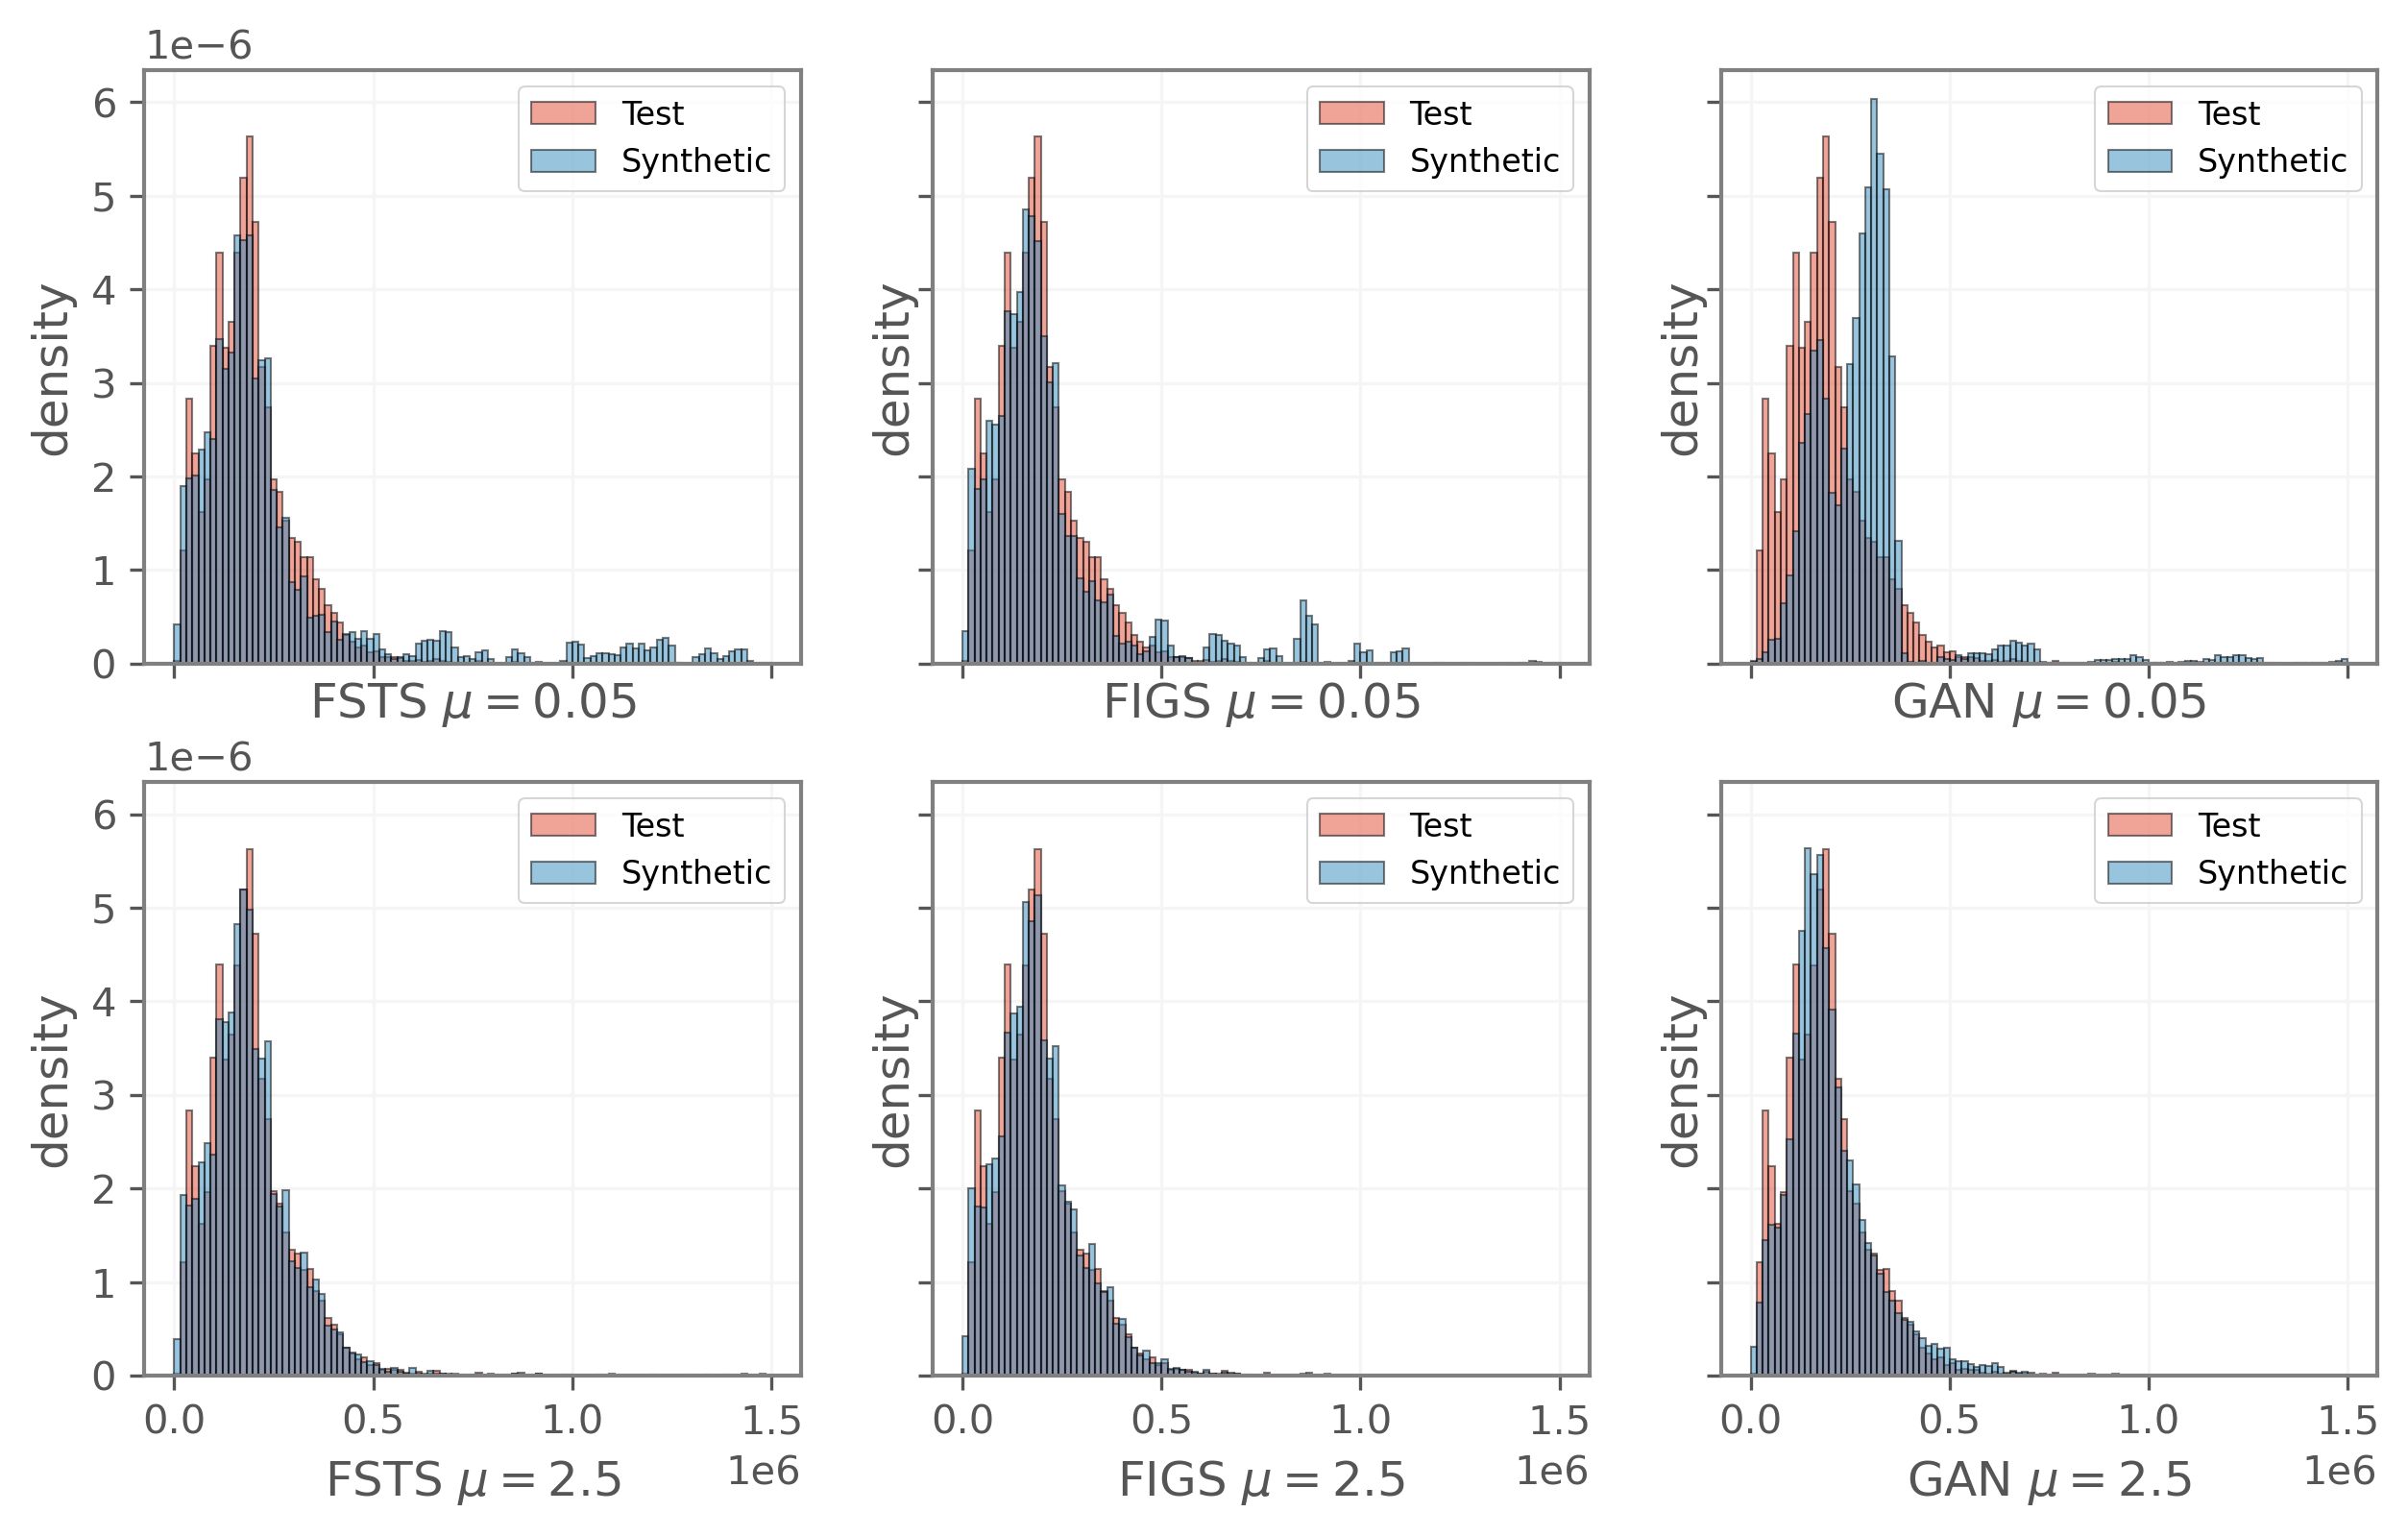 1e−6
6
5
4
3
2
1
0
density
Test
Synthetic
FSTS μ = 0.05
density
Test
Synthetic
FIGS μ = 0.05
density
Test
Synthetic
GAN μ = 0.05
1e−6
6
5
4
3
2
1
0
density
Test
Synthetic
0.0 0.5 1.0 1.5
1e6
FSTS μ = 2.5
density
Test
Synthetic
0.0 0.5 1.0 1.5
1e6
FIGS μ = 2.5
density
Test
Synthetic
0.0 0.5 1.0 1.5
1e6
GAN μ = 2.5